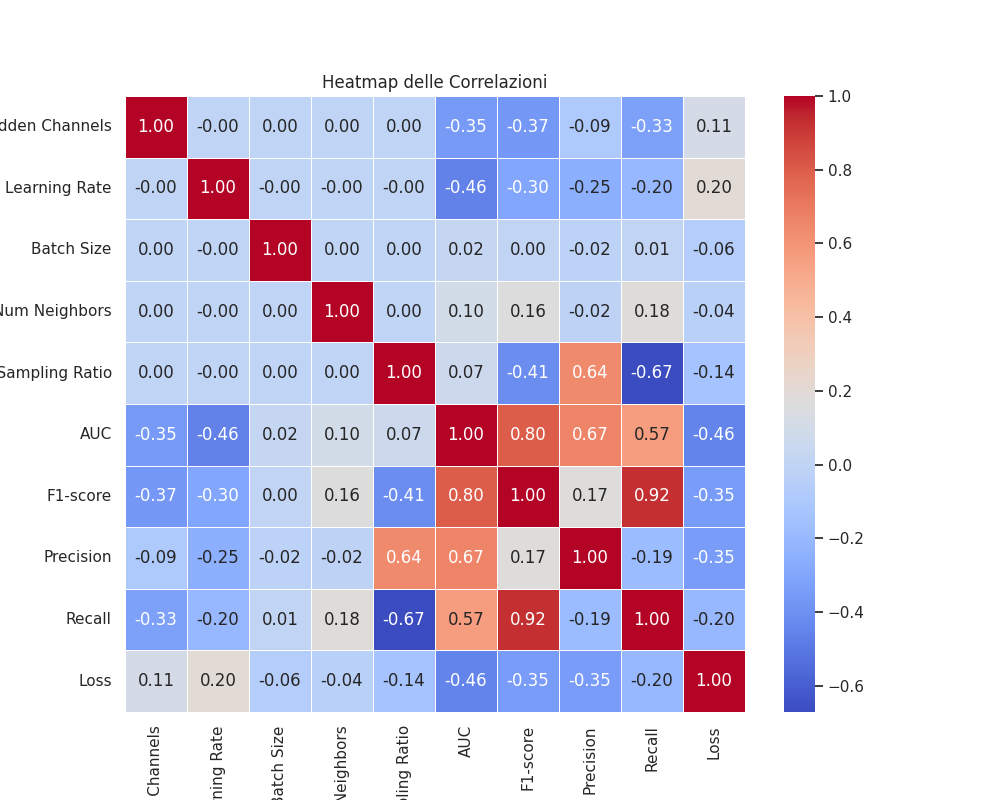 Heatmap delle Correlazioni
dden Channels 1.00 -0.00 0.00 0.00 0.00 -0.35 -0.37 -0.09 -0.33 0.11
Learning Rate -0.00 1.00 -0.00 -0.00 -0.00 -0.46 -0.30 -0.25 -0.20 0.20
Batch Size 0.00 -0.00 1.00 0.00 0.00 0.02 0.00 -0.02 0.01 -0.06
Num Neighbors 0.00 -0.00 0.00 1.00 0.00 0.10 0.16 -0.02 0.18 -0.04
Sampling Ratio 0.00 -0.00 0.00 0.00 1.00 0.07 -0.41 0.64 -0.67 -0.14
AUC -0.35 -0.46 0.02 0.10 0.07 1.00 0.80 0.67 0.57 -0.46
F1-score -0.37 -0.30 0.00 0.16 -0.41 0.80 1.00 0.17 0.92 -0.35
Precision -0.09 -0.25 -0.02 -0.02 0.64 0.67 0.17 1.00 -0.19 -0.35
Recall -0.33 -0.20 0.01 0.18 -0.67 0.57 0.92 -0.19 1.00 -0.20
Loss 0.11 0.20 -0.06 -0.04 -0.14 -0.46 -0.35 -0.35 -0.20 1.00
Channels
rning Rate
Batch Size
Neighbors
pling Ratio
AUC
F1-score
Precision
Recall
Loss
1.0
0.8
0.6
0.4
0.2
0.0
−0.2
−0.4
−0.6